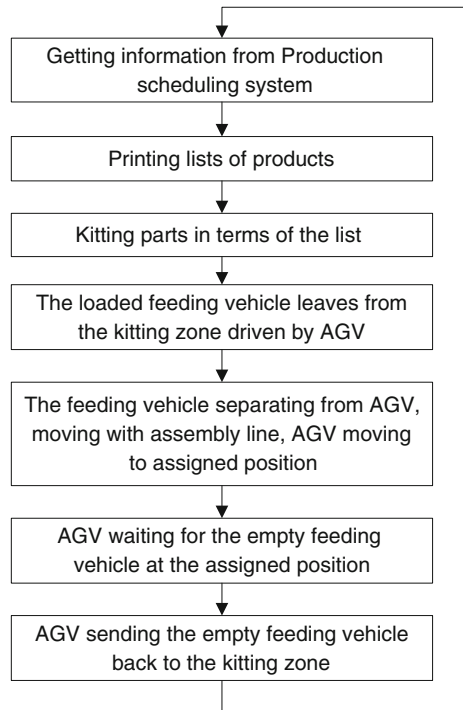 Getting information from Production
scheduling system
Printing lists of products
Kitting parts in terms of the list
The loaded feeding vehicle leaves from
the kitting zone driven by AGV
The feeding vehicle separating from AGV,
moving with assembly line, AGV moving
to assigned position
AGV waiting for the empty feeding
vehicle at the assigned position
AGV sending the empty feeding vehicle
back to the kitting zone